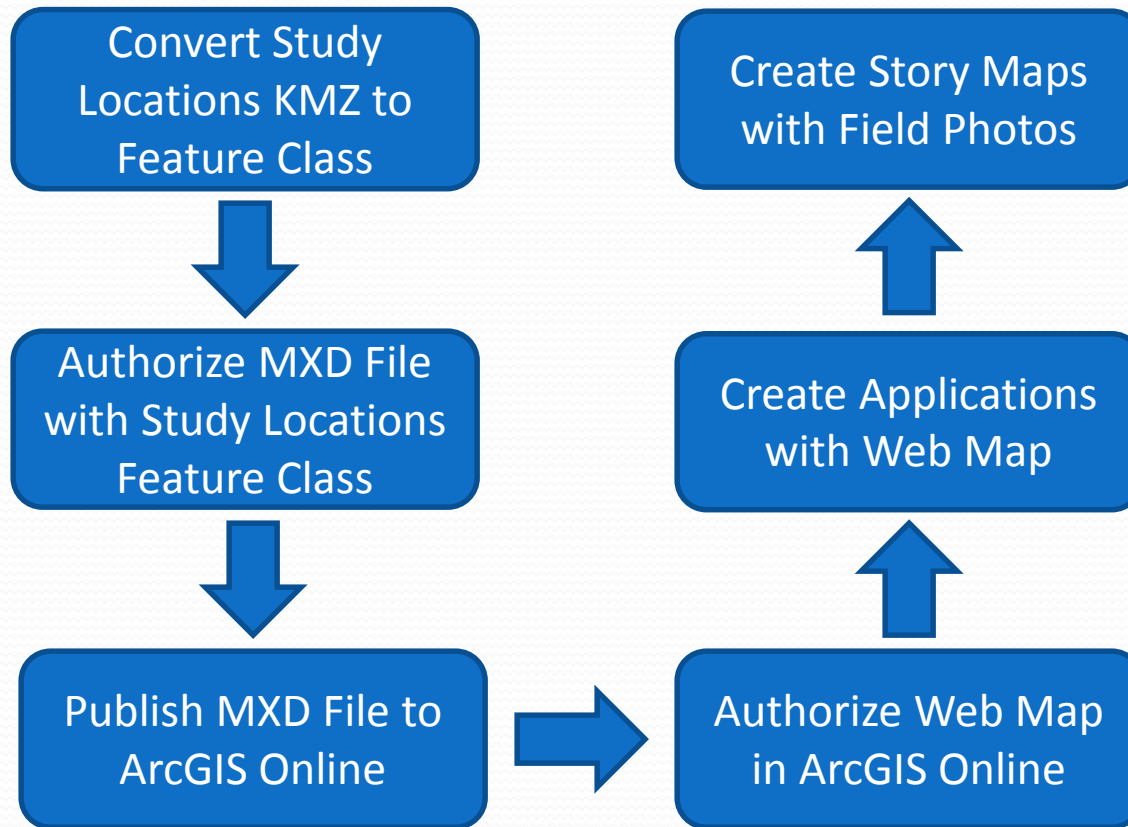 Convert Study
Locations KMZ to
Feature Class
Authorize MXD File
with Study Locations
Feature Class
Publish MXD File to
ArcGIS Online
Authorize Web Map
in ArcGIS Online
Create Applications
with Web Map
Create Story Maps
with Field Photos